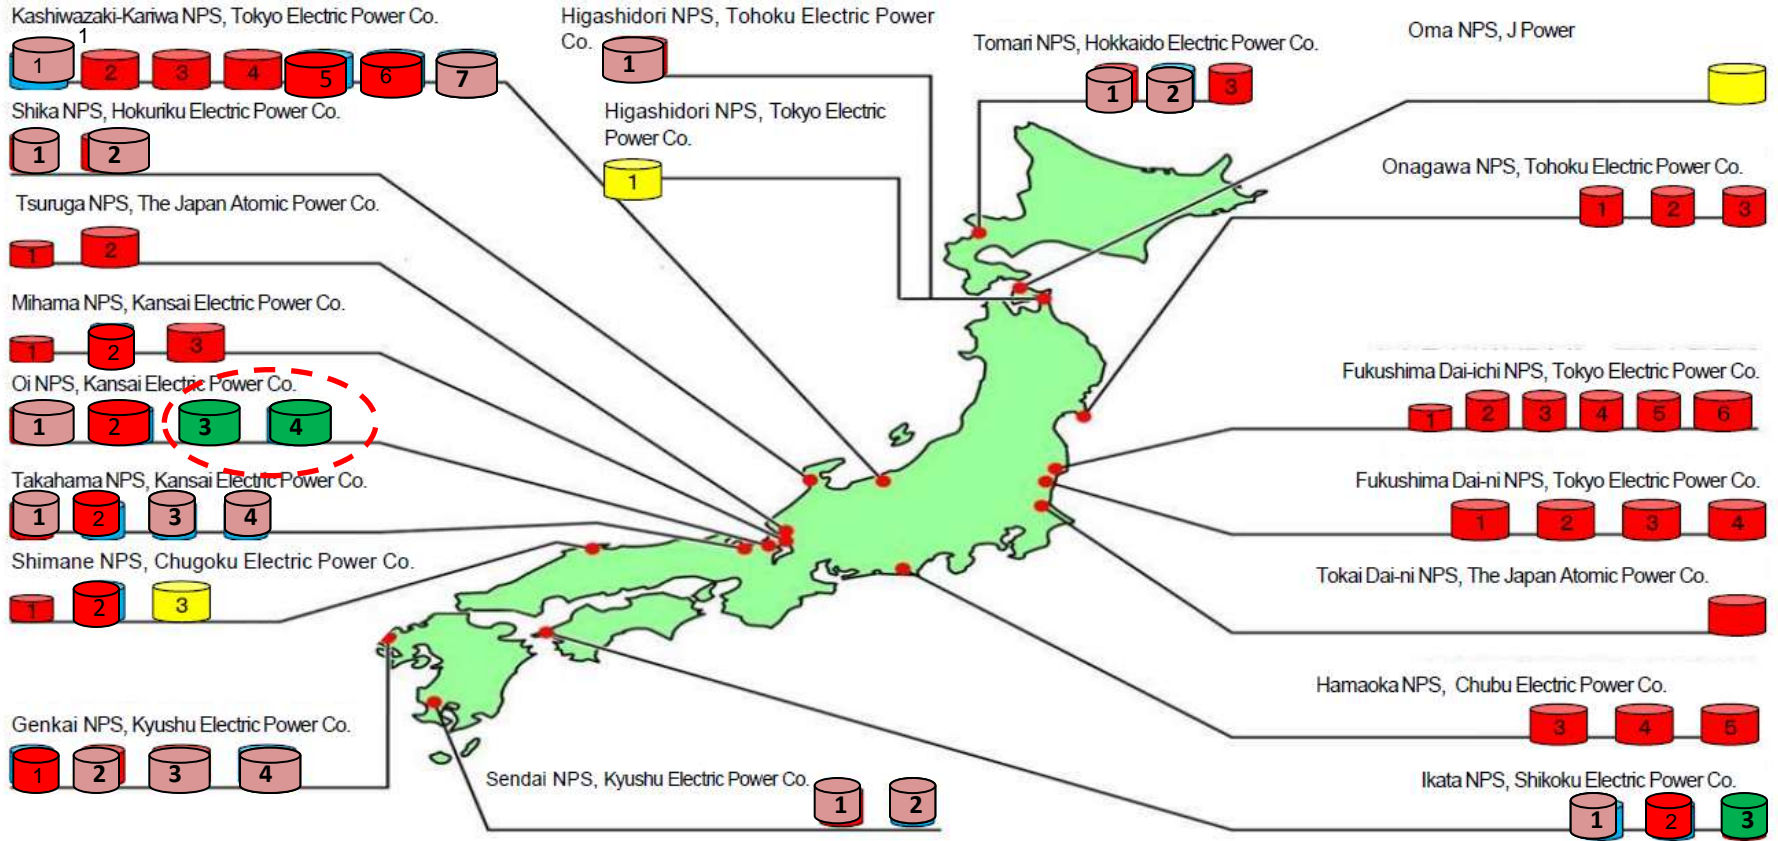 Kashiwazaki-Kariwa NPS, Tokyo Electric Power Co.
1
1 2 3 4 5 6 7
Shika NPS, Hokuriku Electric Power Co.
1 2
Tsuruga NPS, The Japan Atomic Power Co.
1 2
Mihama NPS, Kansai Electric Power Co.
1 2 3
Oi NPS, Kansai Electric Power Co.
1 2 3 4
Takahama NPS, Kansai Electric Power Co.
1 2 3 4
Shimane NPS, Chugoku Electric Power Co.
1 2 3
Genkai NPS, Kyushu Electric Power Co.
1 2 3 4
Higashidori NPS, Tohoku Electric Power
Co.
1
Higashidori NPS, Tokyo Electric
Power Co.
1
Sendai NPS, Kyushu Electric Power Co.
1 2
Tomari NPS, Hokkaido Electric Power Co.
1 2 3
Oma NPS, J Power
Onagawa NPS, Tohoku Electric Power Co.
1 2 3
Fukushima Dai-ichi NPS, Tokyo Electric Power Co.
1 2 3 4 5 6
Fukushima Dai-ni NPS, Tokyo Electric Power Co.
1 2 3 4
Tokai Dai-ni NPS, The Japan Atomic Power Co.
Hamaoka NPS, Chubu Electric Power Co.
3 4 5
Ikata NPS, Shikoku Electric Power Co.
1 2 3